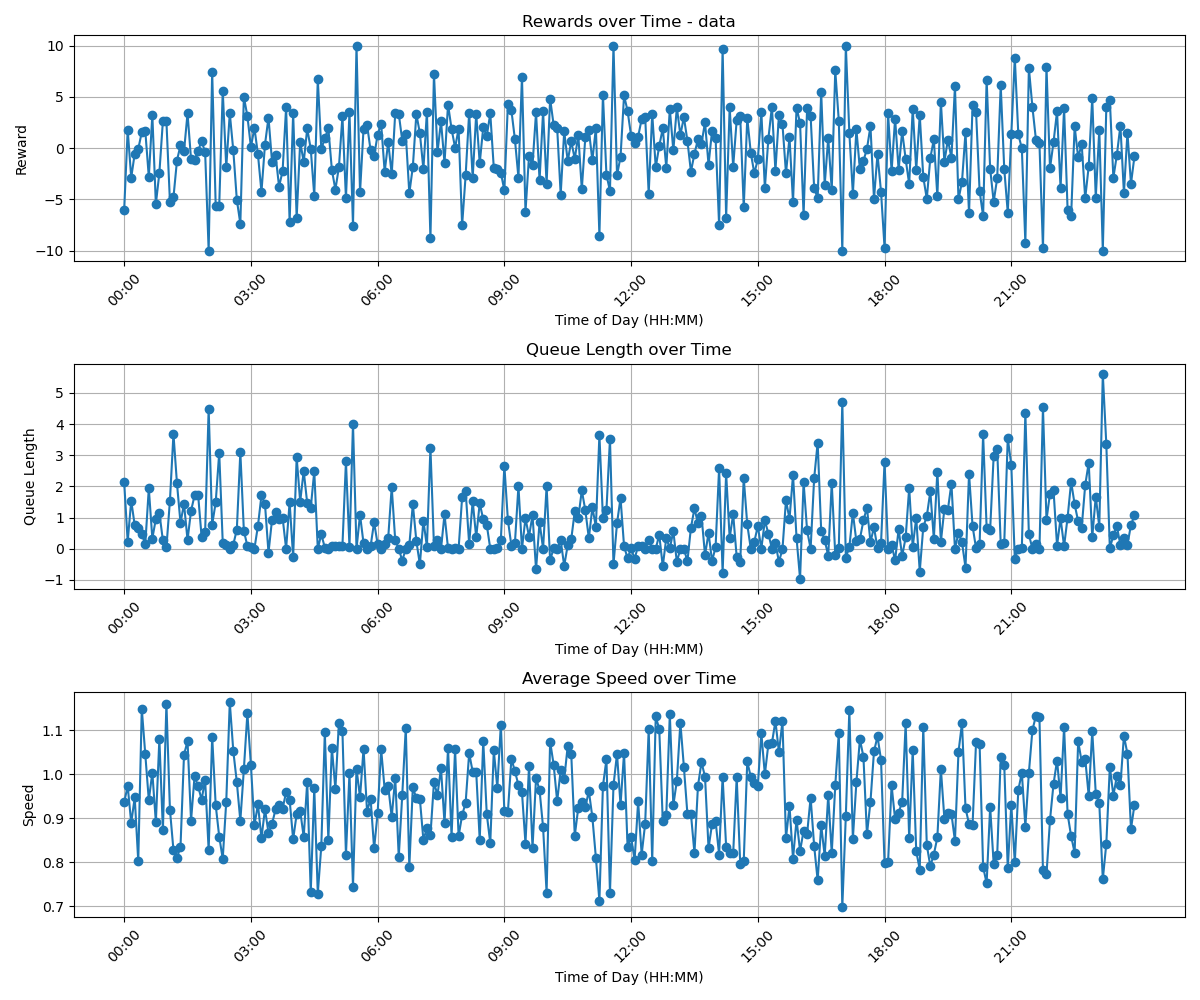 Rewards over Time - data
Reward
10
5
0
−5
−10
00:00 03:00 06:00 09:00 12:00 15:00 18:00 21:00
Time of Day (HH:MM)
Queue Length over Time
Queue Length
5
4
3
2
1
0
−1
00:00 03:00 06:00 09:00 12:00 15:00 18:00 21:00
Time of Day (HH:MM)
Average Speed over Time
Speed
1.1
1.0
0.9
0.8
0.7
00:00 03:00 06:00 09:00 12:00 15:00 18:00 21:00
Time of Day (HH:MM)